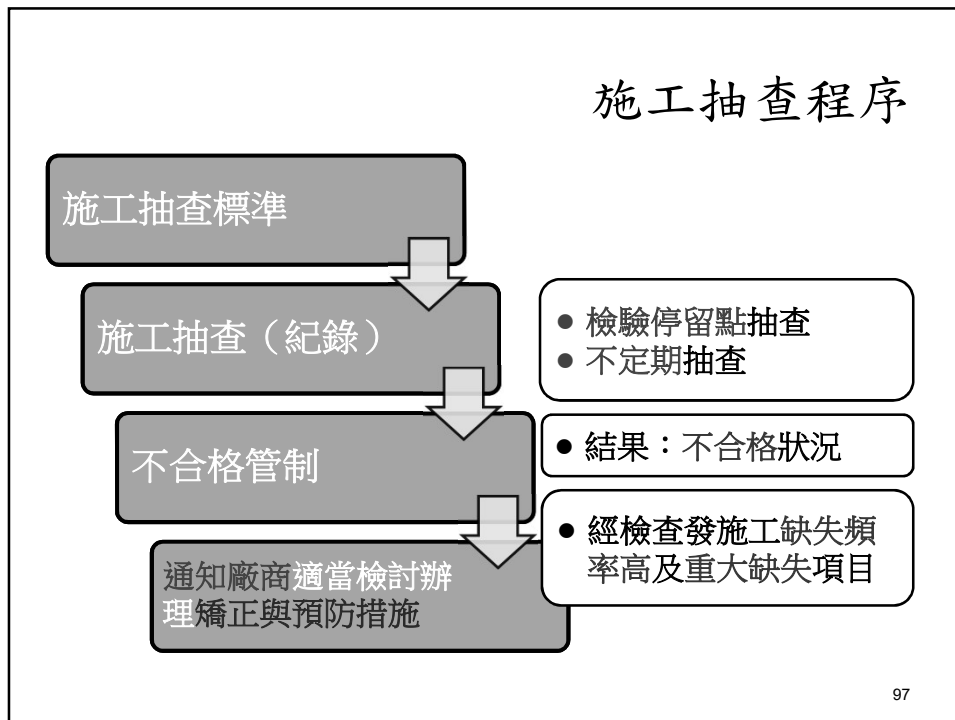 施工抽查程序
施工抽查標準
施工抽查（紀錄）
● 檢驗停留點抽查
● 不定期抽查
不合格管制
● 結果：不合格狀況
通知廠商適當檢討辦
理矯正與預防措施
● 經檢查發施工缺失頻
率高及重大缺失項目
97